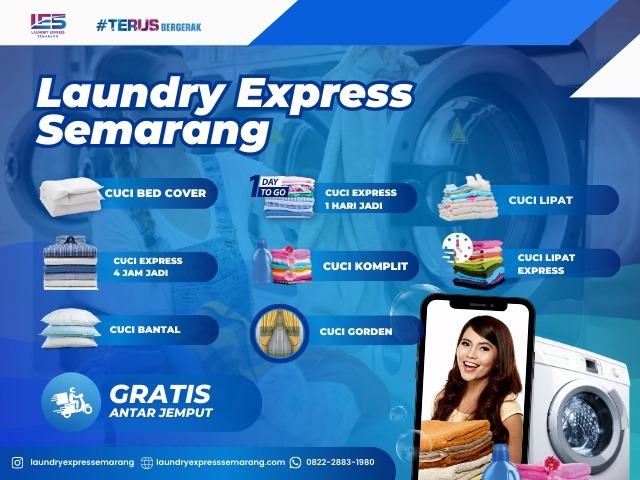 LES
LAUNDRY EXPRESS
SEMARANG
#TERUS BERGERAK
Laundry Express
Semarang
CUCI BED COVER
1 DAY
TO GO
CUCI EXPRESS
1 HARI JADI
CUCI LIPAT
CUCI EXPRESS
4 JAM JADI
CUCI KOMPLIT
CUCI LIPAT
EXPRESS
CUCI BANTAL
CUCI GORDEN
GRATIS
ANTAR JEMPUT
laundryexpressemarang laundryexpresssemarang.com 0822-2883-1980